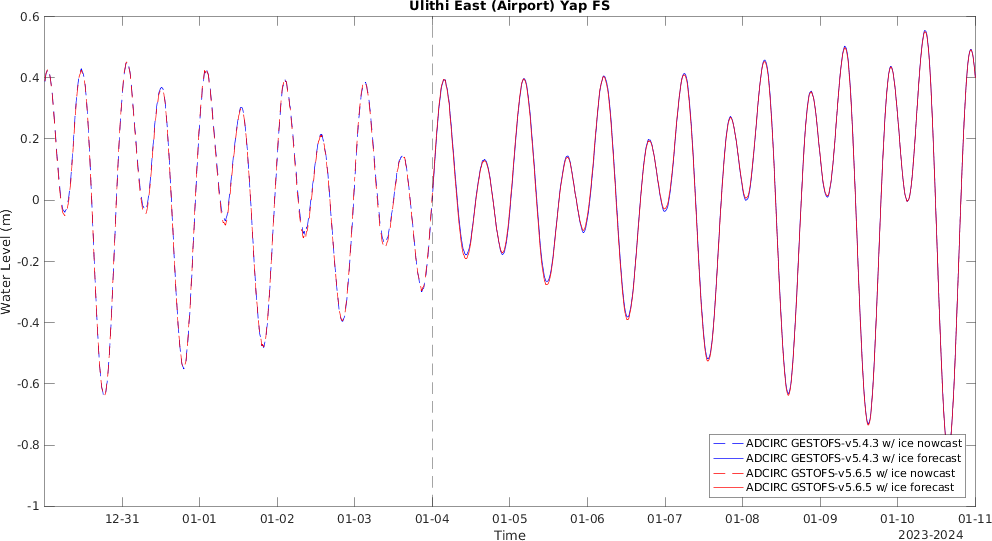 Ulithi East (Airport) Yap FS
0.6
0.4
0.2
0
-0.2
-0.4
-0.6
-0.8
-1
Water Level (m)
ADCIRC GESTOFS-v5.4.3 w/ ice nowcast
ADCIRC GESTOFS-v5.4.3 w/ ice forecast
ADCIRC GSTOFS-v5.6.5 w/ ice nowcast
ADCIRC GSTOFS-v5.6.5 w/ ice forecast
12-31 01-01 01-02 01-03 01-04 01-05 01-06 01-07 01-08 01-09 01-10 01-11
Time
2023-2024